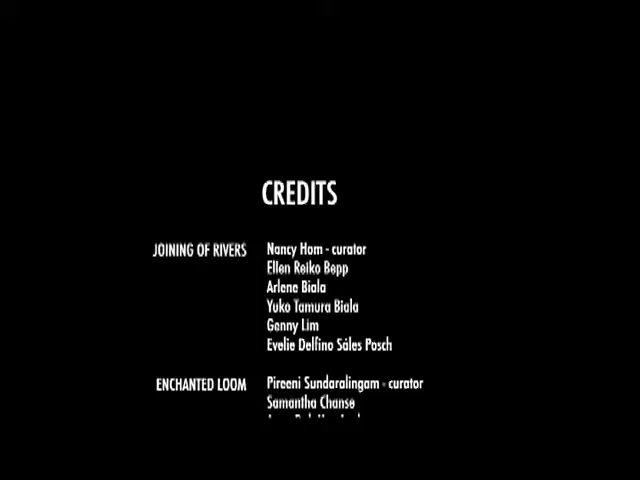 CREDITS
JOINING OF RIVERS Nancy Hom - curator
Ellen Reiko Bepp
Arlene Biala
Yuko Tamura Biala
Genny Lim
Evelie Delfino Sáles Posch
ENCHANTED LOOM Pireeni Sundaralingam - curator
Samantha Chanse